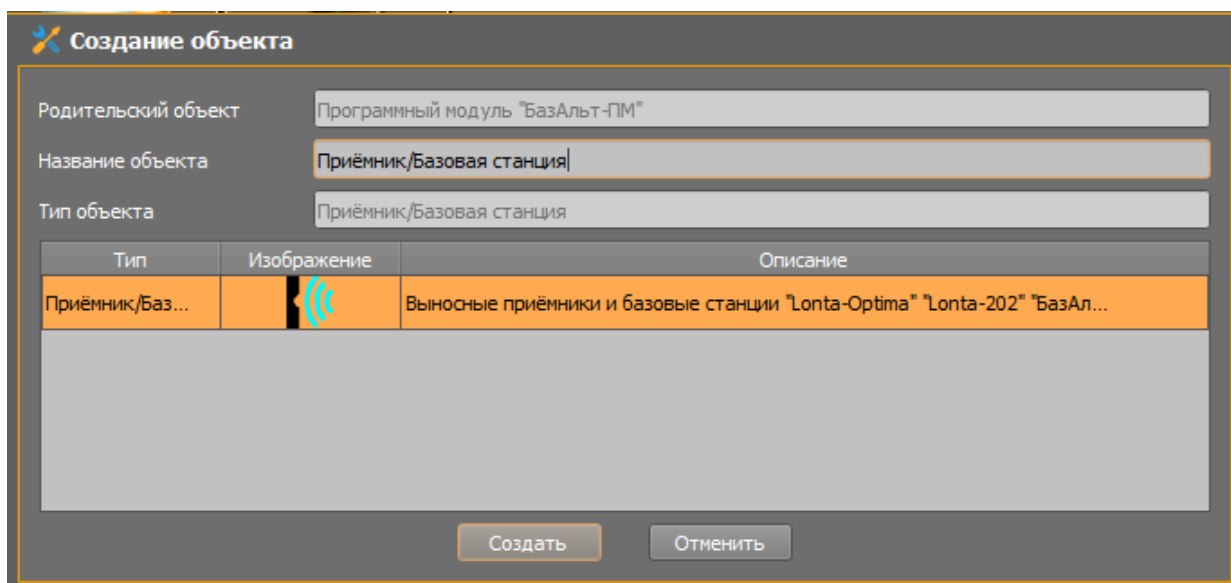 Создание объекта
Родительский объект Программный модуль "БазАльт-ПМ"
Название объекта Приёмник/Базовая станция
Тип объекта Приёмник/Базовая станция
Тип Изображение Описание
Приёмник/Баз... Выносные приёмники и базовые станции "Lonta-Optima" "Lonta-202" "БазАл...
Создать Отменить